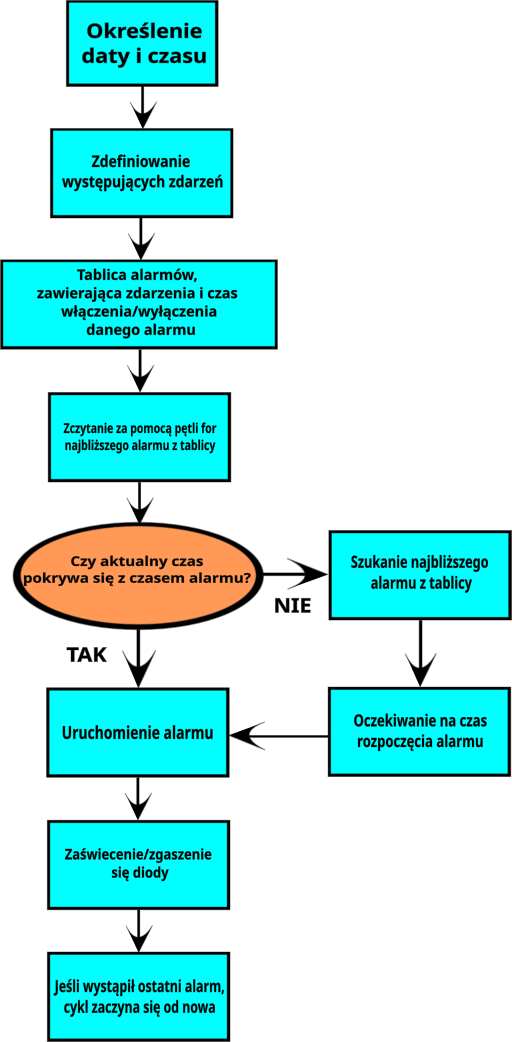 Określenie
daty i czasu
Zdefiniowanie
występujących zdarzeń
Tablica alarmów,
zawierająca zdarzenia i czas
włączenia/wyłączenia
danego alarmu
Zczytanie za pomocą pętli for
najbliższego alarmu z tablicy
Czy aktualny czas
pokrywa się z czasem alarmu?
NIE
Szukanie najbliższego
alarmu z tablicy
TAK
Uruchomienie alarmu
Oczekiwanie na czas
rozpoczęcia alarmu
Zaświecenie/zgaszenie
się diody
Jeśli wystąpił ostatni alarm,
cykl zaczyna się od nowa